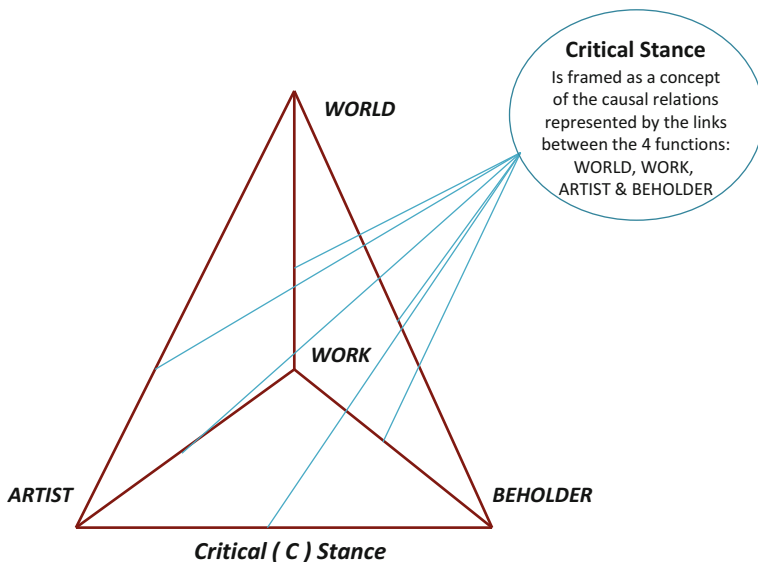 Critical Stance
Is framed as a concept
of the causal relations
represented by the links
between the 4 functions:
WORLD, WORK,
ARTIST & BEHOLDER
WORLD
WORK
ARTIST
BEHOLDER
Critical ( C ) Stance